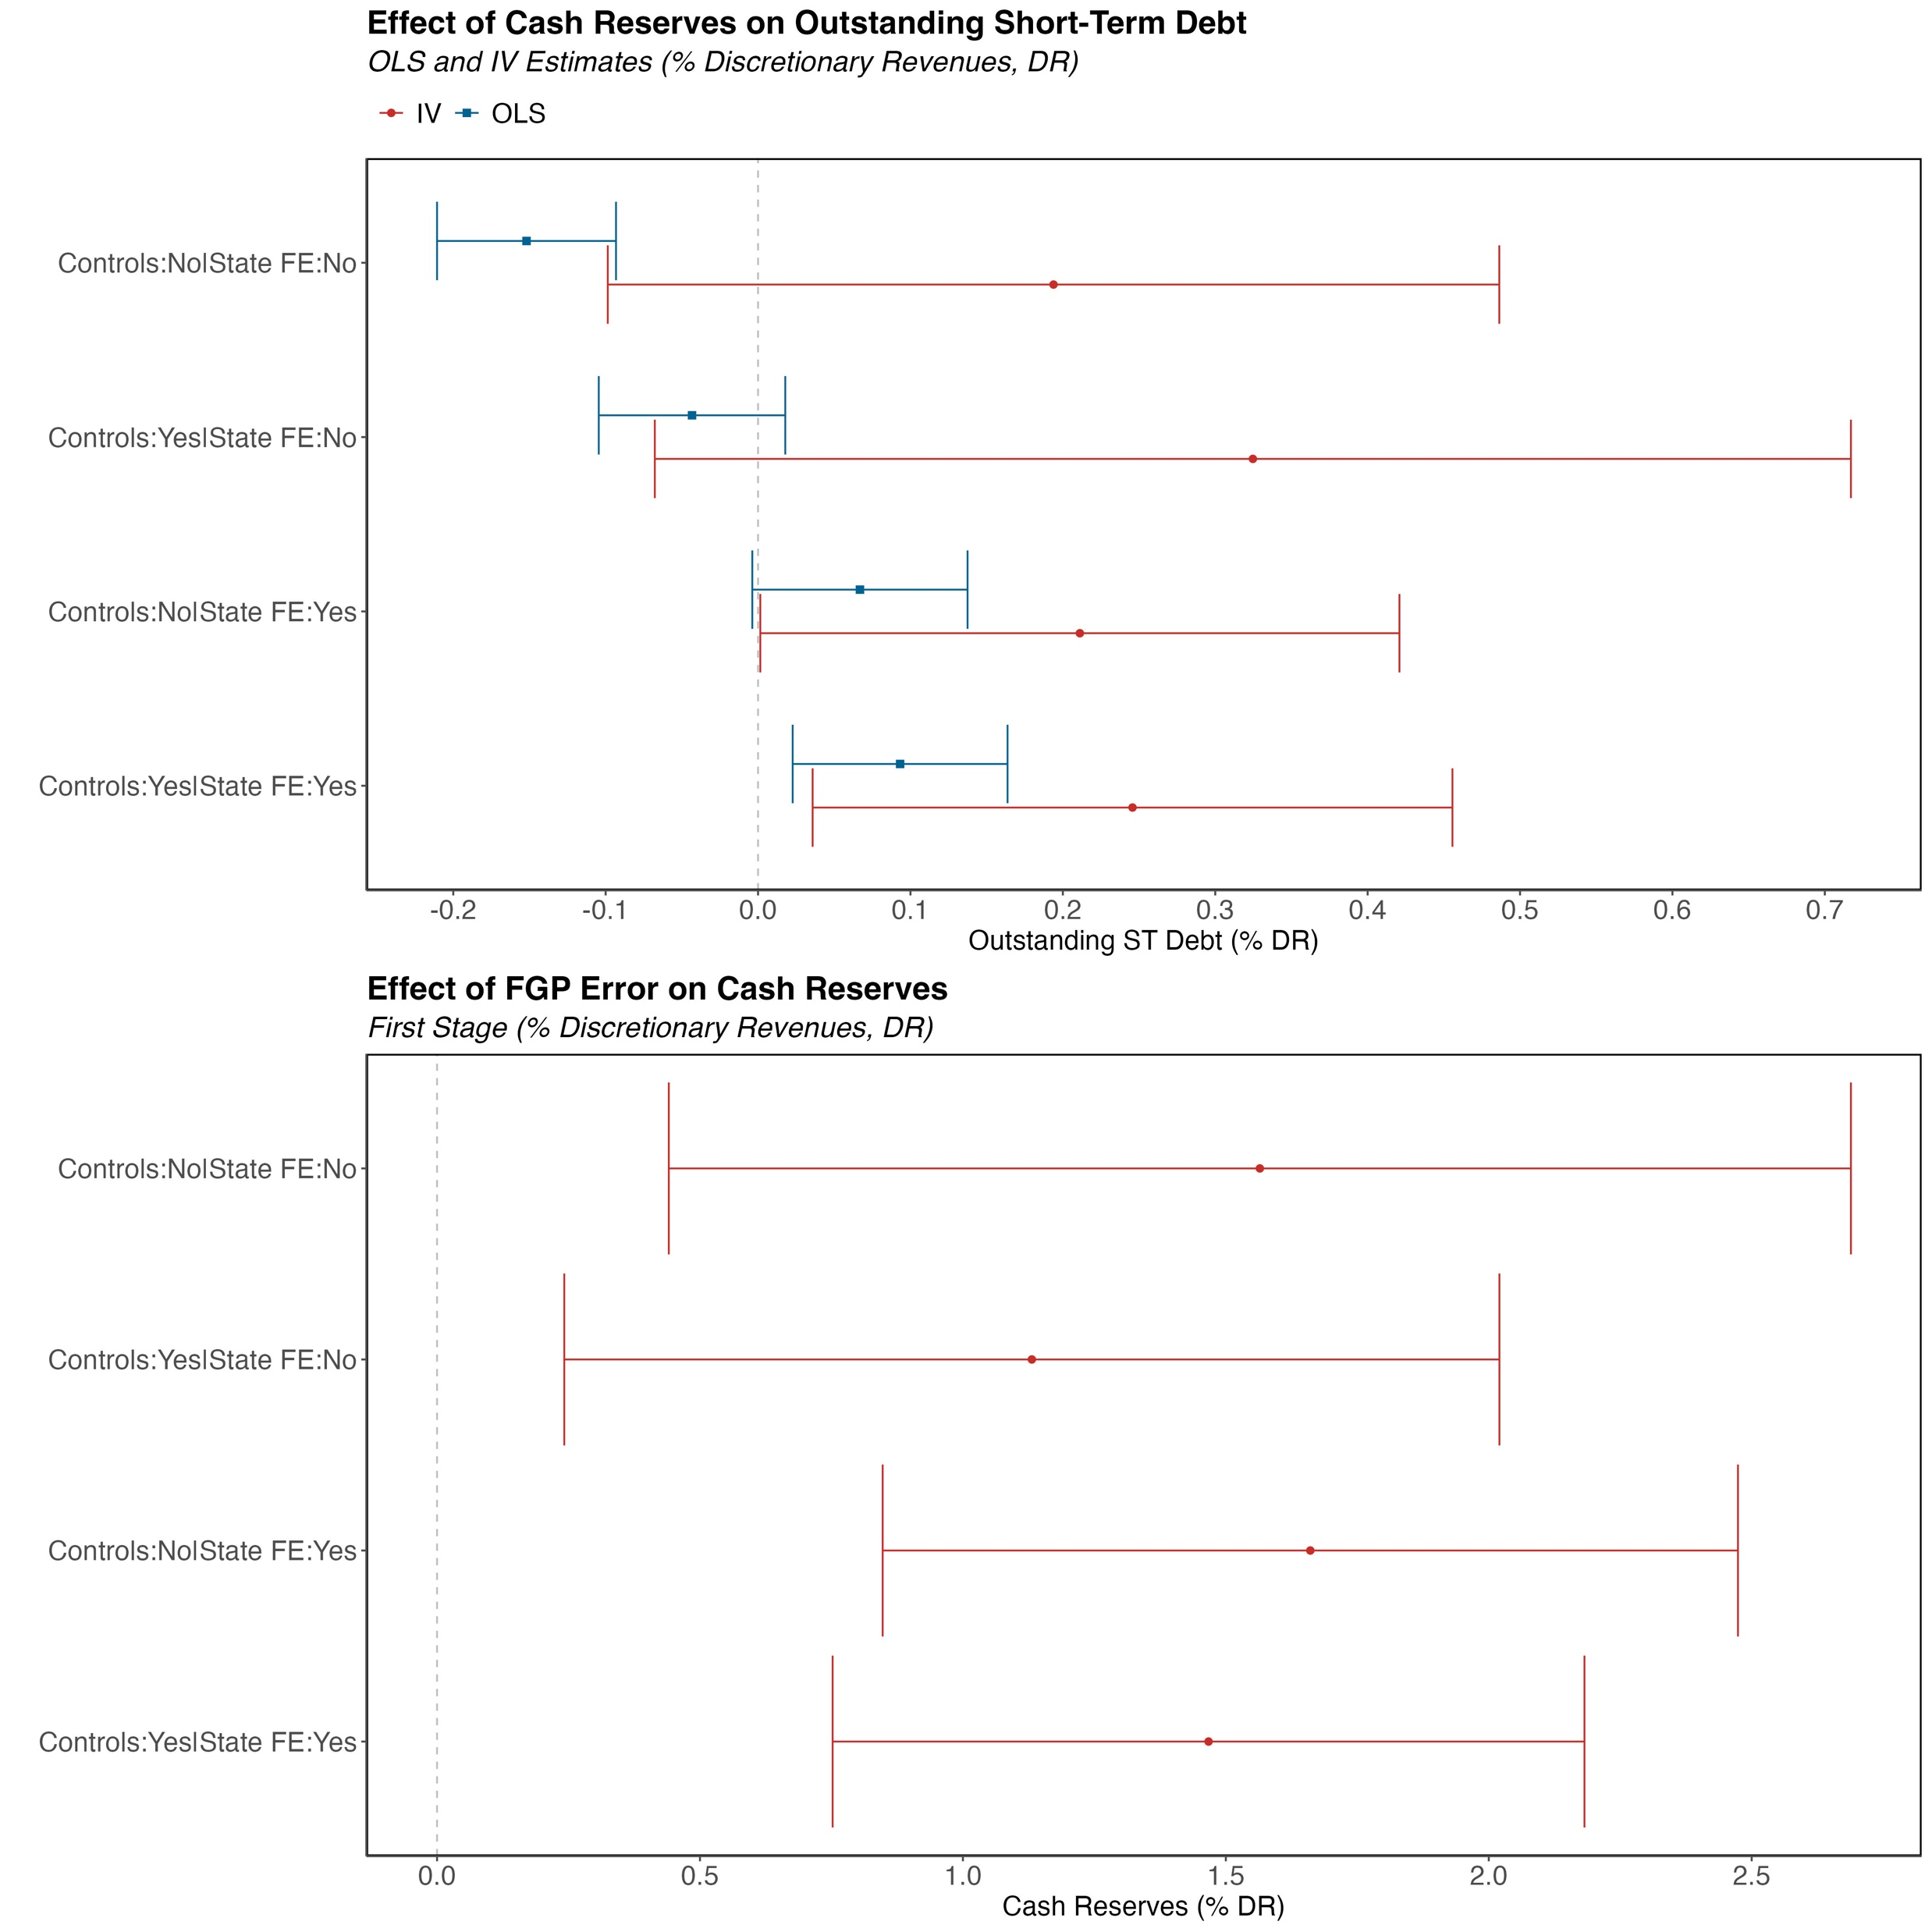 Effect of Cash Reserves on Outstanding Short-Term Debt
OLS and IV Estimates (% Discretionary Revenues, DR)
IV OLS
Controls:No|State FE:No
Controls:Yes|State FE:No
Controls:No|State FE:Yes
Controls:Yes|State FE:Yes
-0.2 -0.1 0.0 0.1 0.2 0.3 0.4 0.5 0.6 0.7
Outstanding ST Debt (% DR)
Effect of FGP Error on Cash Reserves
First Stage (% Discretionary Revenues, DR)
Controls:No|State FE:No
Controls:Yes|State FE:No
Controls:No|State FE:Yes
Controls:Yes|State FE:Yes
0.0 0.5 1.0 1.5 2.0 2.5
Cash Reserves (% DR)